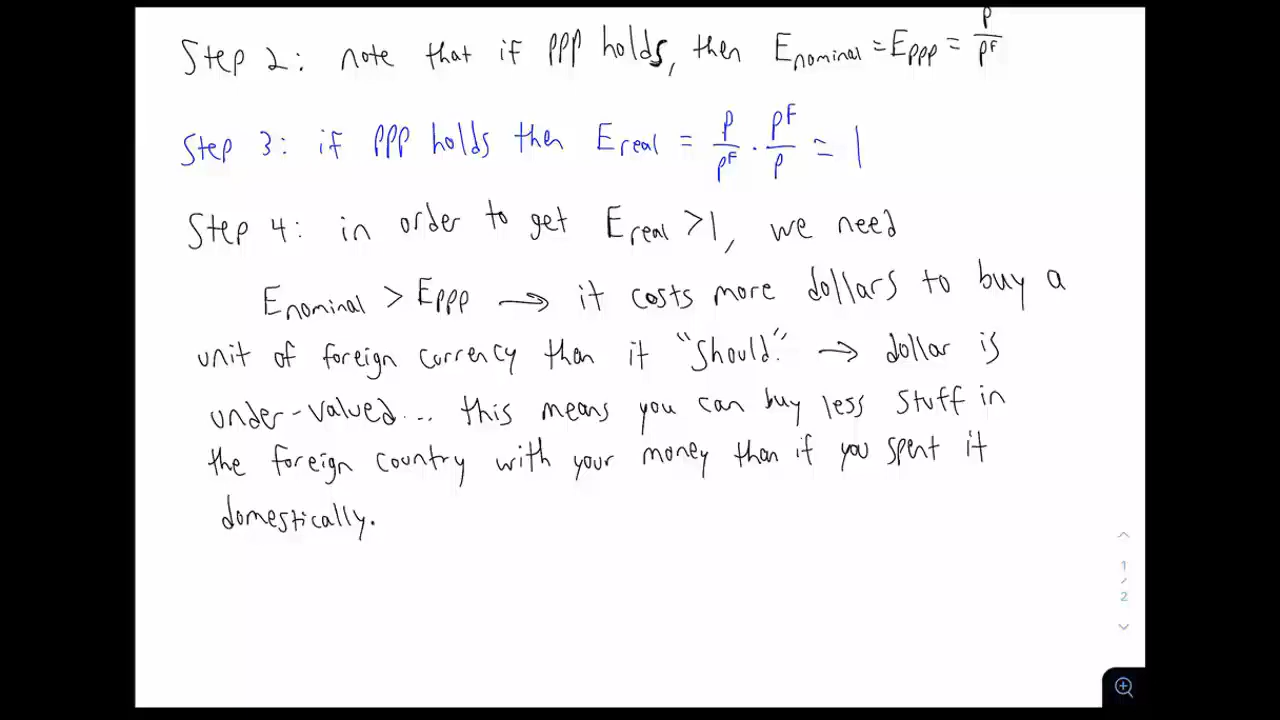 Step 2: note that if PPP holds, then E_nominal = E_PPP = P/P^F
Step 3: if PPP holds then E_real = P/P^F · P^F/P = 1
Step 4: in order to get E_real > 1, we need
E_nominal > E_PPP → it costs more dollars to buy a
unit of foreign currency than it "should." → dollar is
under-valued... this means you can buy less stuff in
the foreign country with your money than if you spent it
domestically.
1
/
2